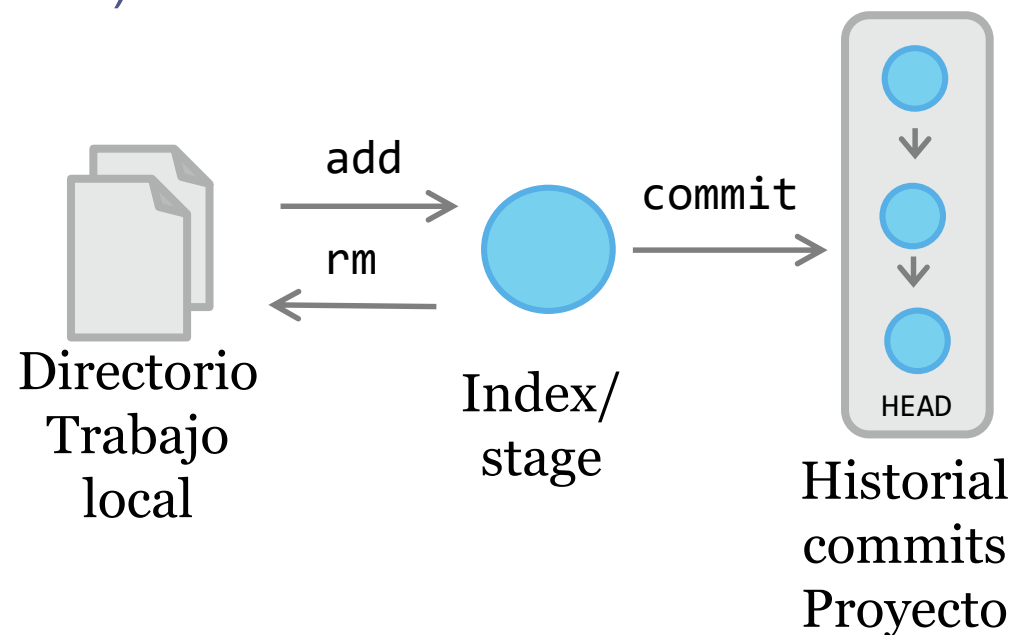 )
add
rm
commit
HEAD
Directorio
Trabajo
local
Index/
stage
Historial
commits
Proyecto